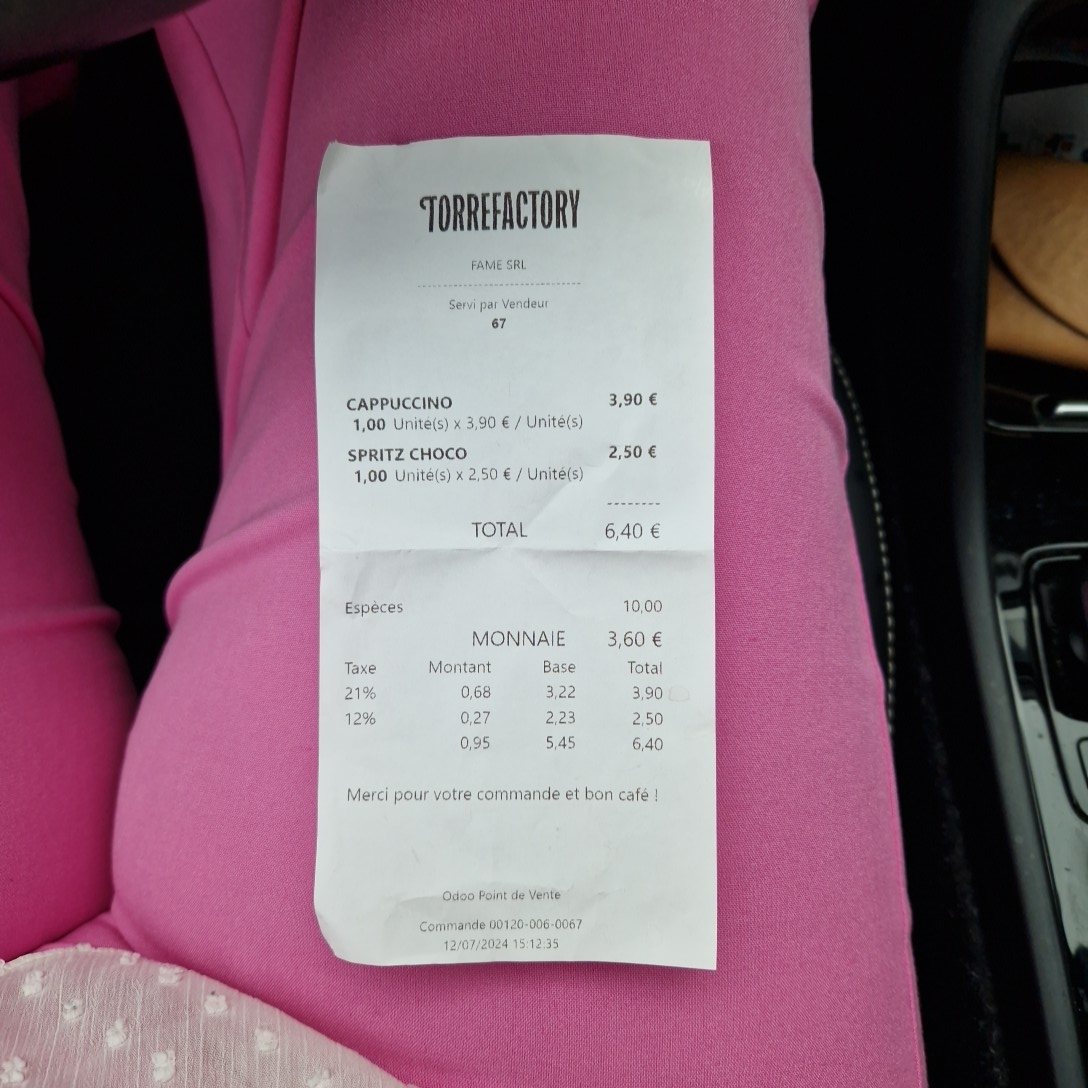 TORREFACTORY
FAME SRL
--------------------------------
Servi par Vendeur
67
CAPPUCCINO 3,90 €
1,00 Unité(s) x 3,90 € / Unité(s)
SPRITZ CHOCO 2,50 €
1,00 Unité(s) x 2,50 € / Unité(s)
--------
TOTAL 6,40 €
Espèces 10,00
MONNAIE 3,60 €
Taxe Montant Base Total
21% 0,68 3,22 3,90
12% 0,27 2,23 2,50
0,95 5,45 6,40
Merci pour votre commande et bon café !
Odoo Point de Vente
Commande 00120-006-0067
12/07/2024 15:12:35